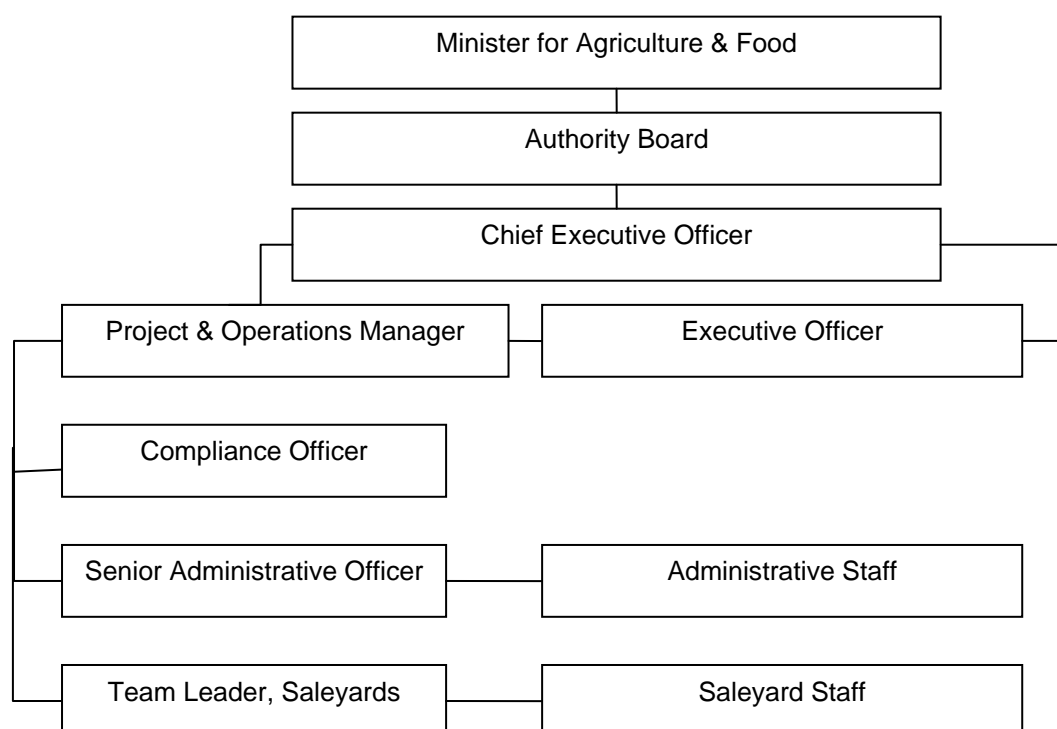 Minister for Agriculture & Food
Authority Board
Chief Executive Officer
Project & Operations Manager
Executive Officer
Compliance Officer
Senior Administrative Officer
Administrative Staff
Team Leader, Saleyards
Saleyard Staff